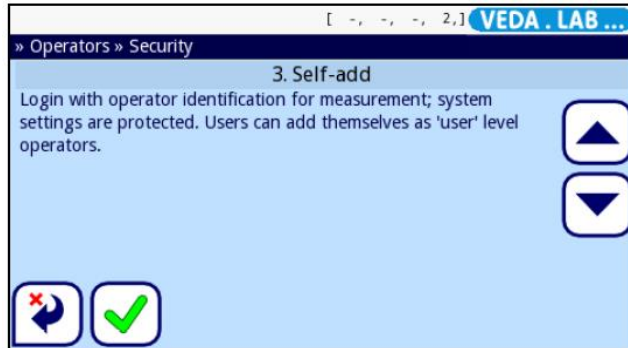 [ -, -, -, 2,] VEDA . LAB ...
» Operators » Security
3. Self-add
Login with operator identification for measurement; system
settings are protected. Users can add themselves as 'user' level
operators.